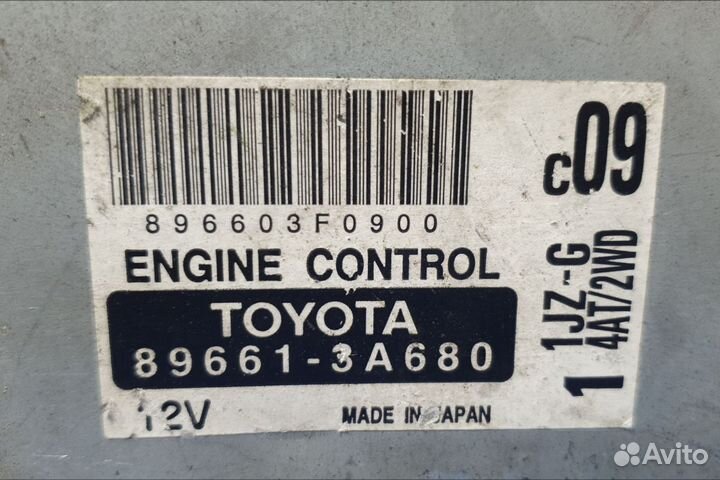 896603F0900
ENGINE CONTROL
TOYOTA
89661-3A680
12V
MADE IN JAPAN
c09
1JZ-G
1 4AT/2WD
Avito